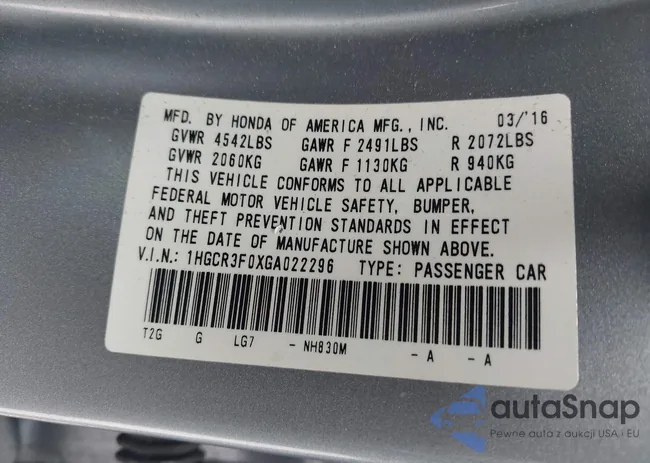 MFD. BY HONDA OF AMERICA MFG., INC. 03/'16
GVWR 4542LBS GAWR F 2491LBS R 2072LBS
GVWR 2060KG GAWR F 1130KG R 940KG
THIS VEHICLE CONFORMS TO ALL APPLICABLE
FEDERAL MOTOR VEHICLE SAFETY, BUMPER,
AND THEFT PREVENTION STANDARDS IN EFFECT
ON THE DATE OF MANUFACTURE SHOWN ABOVE.
V.I.N.: 1HGCR3F0XGA022296 TYPE: PASSENGER CAR
T2G G LG7 - NH830M - A - A
autaSnap
Pewne auta z aukcji USA i EU